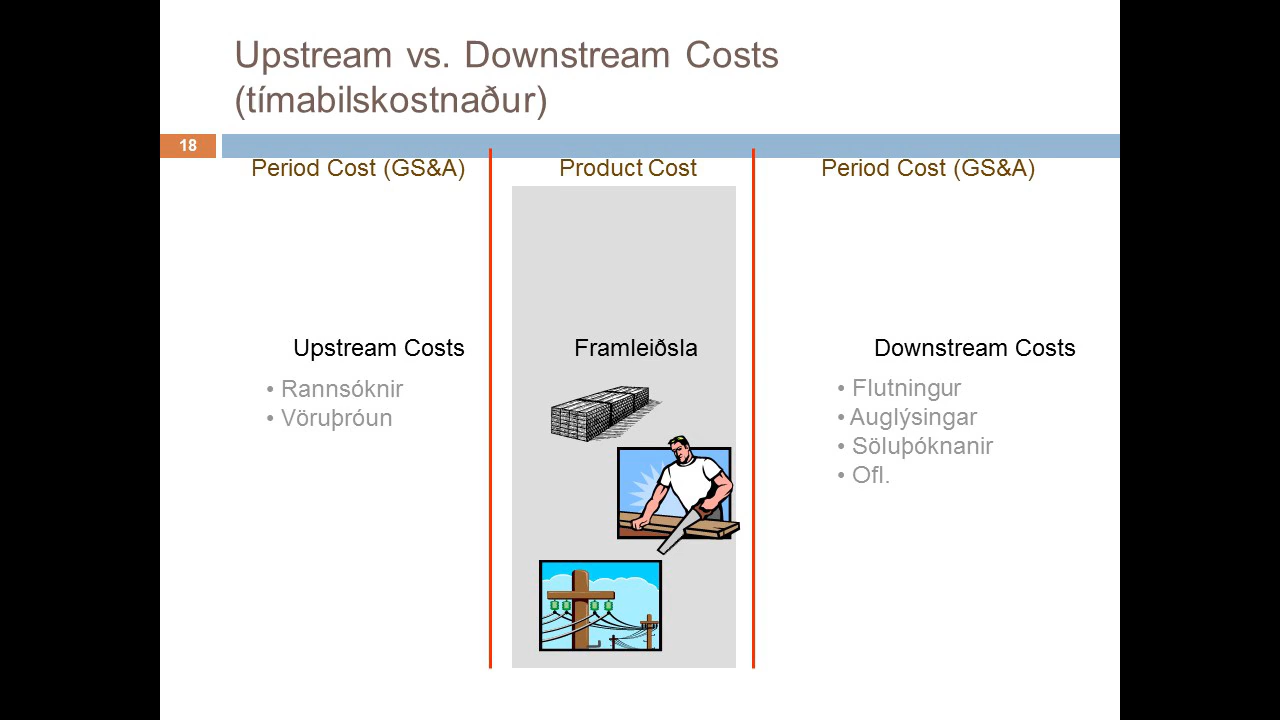 Upstream vs. Downstream Costs
(tímabilskostnaður)
18
Period Cost (GS&A)
Product Cost
Period Cost (GS&A)
Upstream Costs
• Rannsóknir
• Vöruþróun
Framleiðsla
Downstream Costs
• Flutningur
• Auglýsingar
• Söluþóknanir
• Ofl.